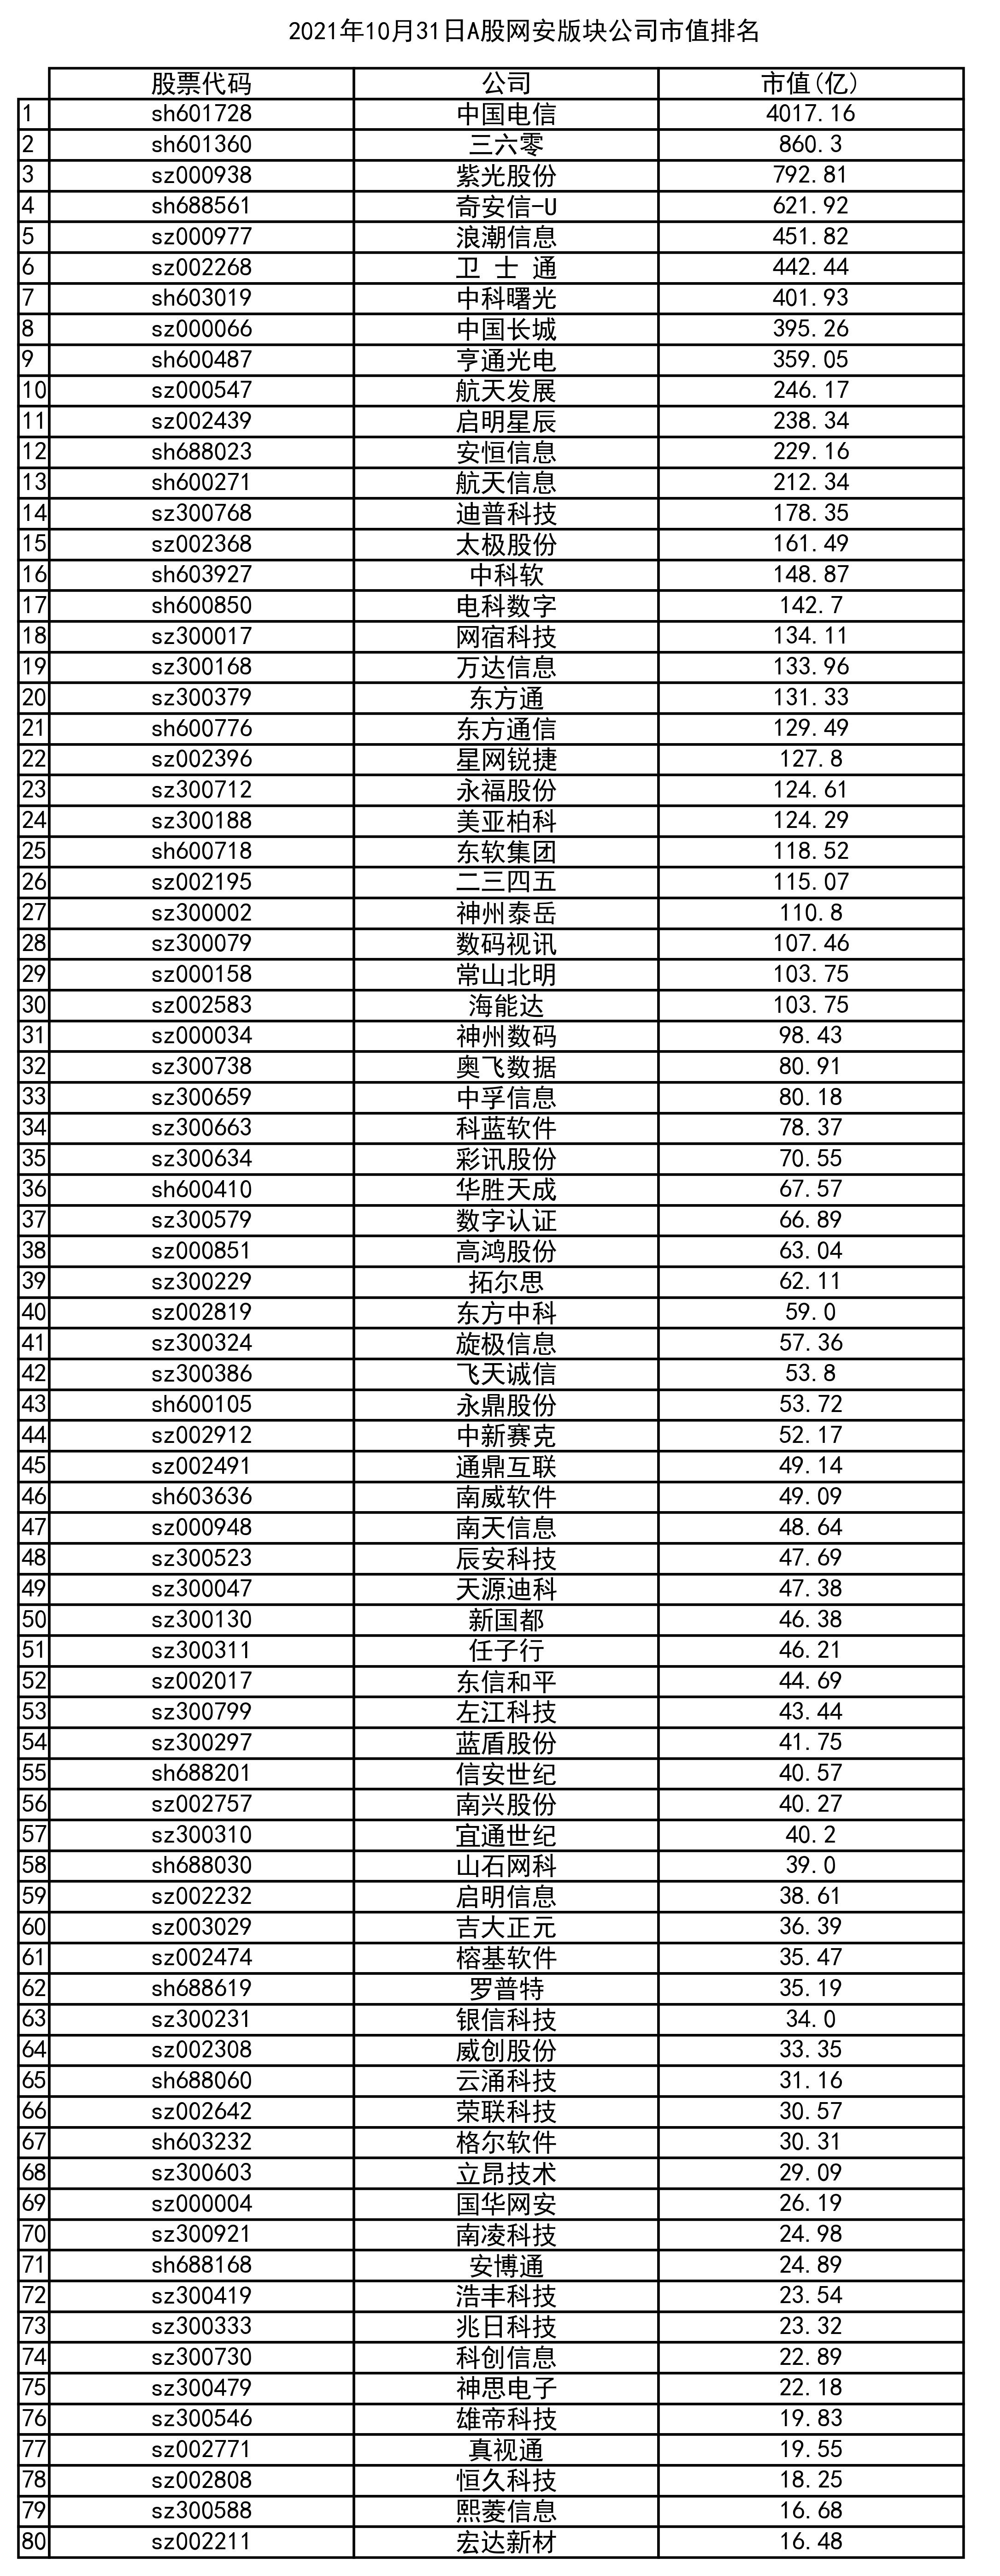 2021年10月31日A股网安版块公司市值排名
股票代码 公司 市值(亿)
1 sh601728 中国电信 4017.16
2 sh601360 三六零 860.3
3 sz000938 紫光股份 792.81
4 sh688561 奇安信-U 621.92
5 sz000977 浪潮信息 451.82
6 sz002268 卫 士 通 442.44
7 sh603019 中科曙光 401.93
8 sz000066 中国长城 395.26
9 sh600487 亨通光电 359.05
10 sz000547 航天发展 246.17
11 sz002439 启明星辰 238.34
12 sh688023 安恒信息 229.16
13 sh600271 航天信息 212.34
14 sz300768 迪普科技 178.35
15 sz002368 太极股份 161.49
16 sh603927 中科软 148.87
17 sh600850 电科数字 142.7
18 sz300017 网宿科技 134.11
19 sz300168 万达信息 133.96
20 sz300379 东方通 131.33
21 sh600776 东方通信 129.49
22 sz002396 星网锐捷 127.8
23 sz300712 永福股份 124.61
24 sz300188 美亚柏科 124.29
25 sh600718 东软集团 118.52
26 sz002195 二三四五 115.07
27 sz300002 神州泰岳 110.8
28 sz300079 数码视讯 107.46
29 sz000158 常山北明 103.75
30 sz002583 海能达 103.75
31 sz000034 神州数码 98.43
32 sz300738 奥飞数据 80.91
33 sz300659 中孚信息 80.18
34 sz300663 科蓝软件 78.37
35 sz300634 彩讯股份 70.55
36 sh600410 华胜天成 67.57
37 sz300579 数字认证 66.89
38 sz000851 高鸿股份 63.04
39 sz300229 拓尔思 62.11
40 sz002819 东方中科 59.0
41 sz300324 旋极信息 57.36
42 sz300386 飞天诚信 53.8
43 sh600105 永鼎股份 53.72
44 sz002912 中新赛克 52.17
45 sz002491 通鼎互联 49.14
46 sh603636 南威软件 49.09
47 sz000948 南天信息 48.64
48 sz300523 辰安科技 47.69
49 sz300047 天源迪科 47.38
50 sz300130 新国都 46.38
51 sz300311 任子行 46.21
52 sz002017 东信和平 44.69
53 sz300799 左江科技 43.44
54 sz300297 蓝盾股份 41.75
55 sh688201 信安世纪 40.57
56 sz002757 南兴股份 40.27
57 sz300310 宜通世纪 40.2
58 sh688030 山石网科 39.0
59 sz002232 启明信息 38.61
60 sz003029 吉大正元 36.39
61 sz002474 榕基软件 35.47
62 sh688619 罗普特 35.19
63 sz300231 银信科技 34.0
64 sz002308 威创股份 33.35
65 sh688060 云涌科技 31.16
66 sz002642 荣联科技 30.57
67 sh603232 格尔软件 30.31
68 sz300603 立昂技术 29.09
69 sz000004 国华网安 26.19
70 sz300921 南凌科技 24.98
71 sh688168 安博通 24.89
72 sz300419 浩丰科技 23.54
73 sz300333 兆日科技 23.32
74 sz300730 科创信息 22.89
75 sz300479 神思电子 22.18
76 sz300546 雄帝科技 19.83
77 sz002771 真视通 19.55
78 sz002808 恒久科技 18.25
79 sz300588 熙菱信息 16.68
80 sz002211 宏达新材 16.48